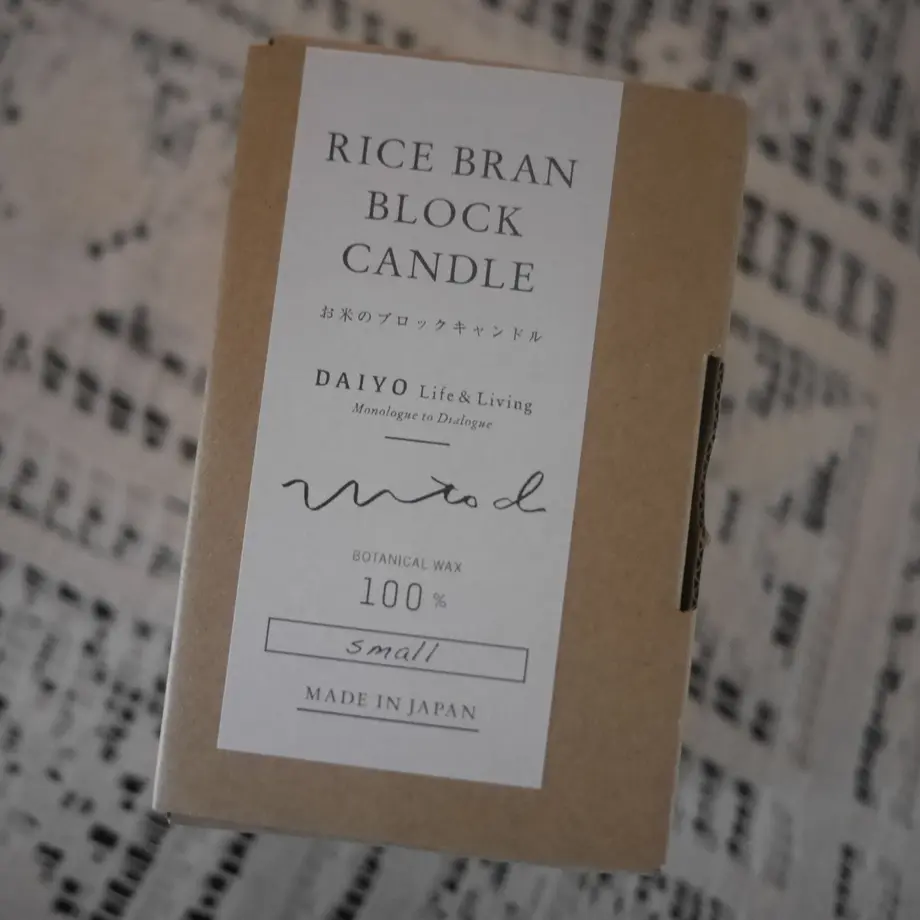 RICE BRAN
BLOCK
CANDLE
お米のブロックキャンドル
DAIYO Life & Living
Monologue to Dialogue
mtod
BOTANICAL WAX
100 %
small
MADE IN JAPAN